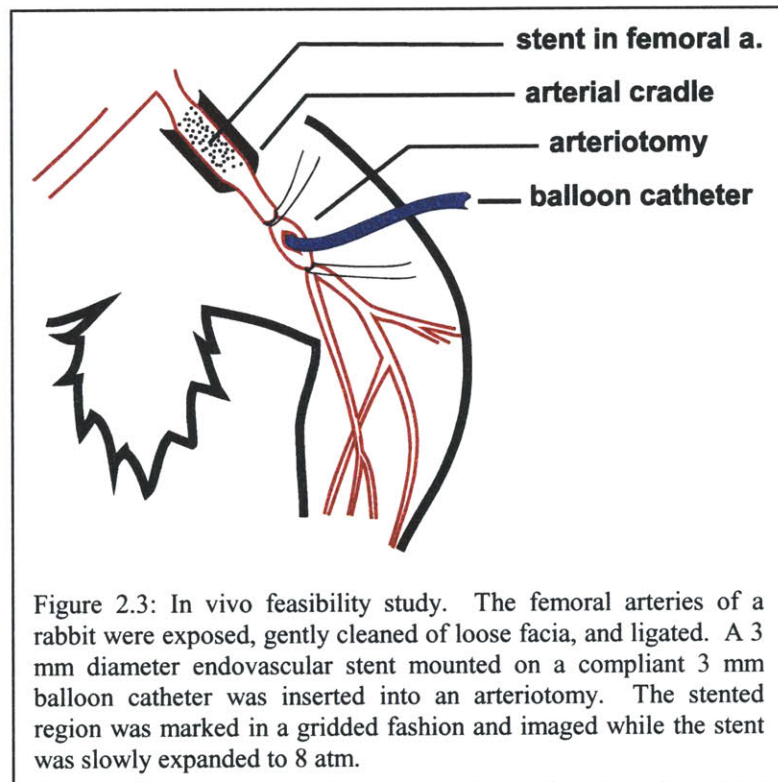 stent in femoral a.
arterial cradle
arteriotomy
balloon catheter
Figure 2.3: In vivo feasibility study. The femoral arteries of a
rabbit were exposed, gently cleaned of loose facia, and ligated. A 3
mm diameter endovascular stent mounted on a compliant 3 mm
balloon catheter was inserted into an arteriotomy. The stented
region was marked in a gridded fashion and imaged while the stent
was slowly expanded to 8 atm.